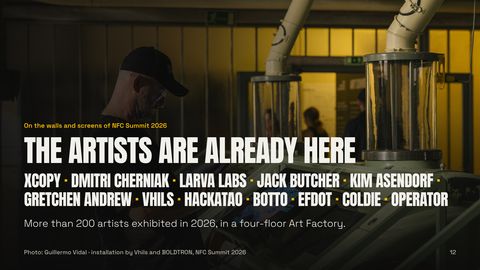 On the walls and screens of NFC Summit 2026
THE ARTISTS ARE ALREADY HERE
XCOPY · DMITRI CHERNIAK · LARVA LABS · JACK BUTCHER · KIM ASENDORF ·
GRETCHEN ANDREW · VHILS · HACKATAO · BOTTO · EFDOT · COLDIE · OPERATOR
More than 200 artists exhibited in 2026, in a four-floor Art Factory.
Photo: Guillermo Vidal · installation by Vhils and BOLDTRON, NFC Summit 2026
12